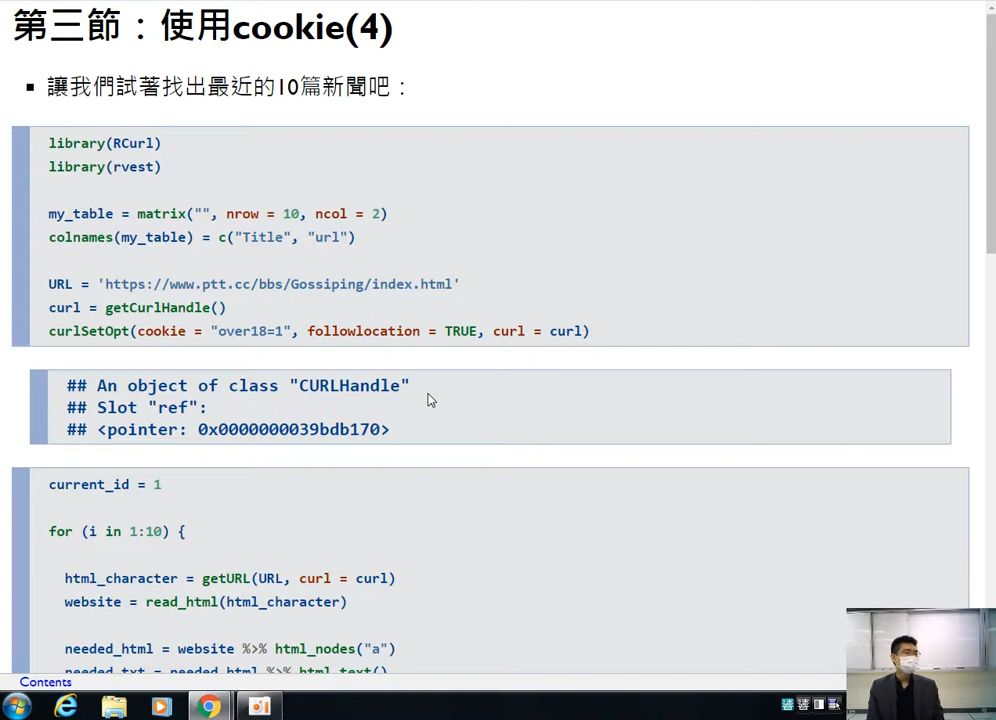 第三節：使用cookie(4)
▪ 讓我們試著找出最近的10篇新聞吧：
library(RCurl)
library(rvest)
my_table = matrix("", nrow = 10, ncol = 2)
colnames(my_table) = c("Title", "url")
URL = 'https://www.ptt.cc/bbs/Gossiping/index.html'
curl = getCurlHandle()
curlSetOpt(cookie = "over18=1", followlocation = TRUE, curl = curl)
## An object of class "CURLHandle"
## Slot "ref":
## <pointer: 0x0000000039bdb170>
current_id = 1
for (i in 1:10) {
html_character = getURL(URL, curl = curl)
website = read_html(html_character)
needed_html = website %>% html_nodes("a")
needed_txt = needed_html %>% html_text()
Contents